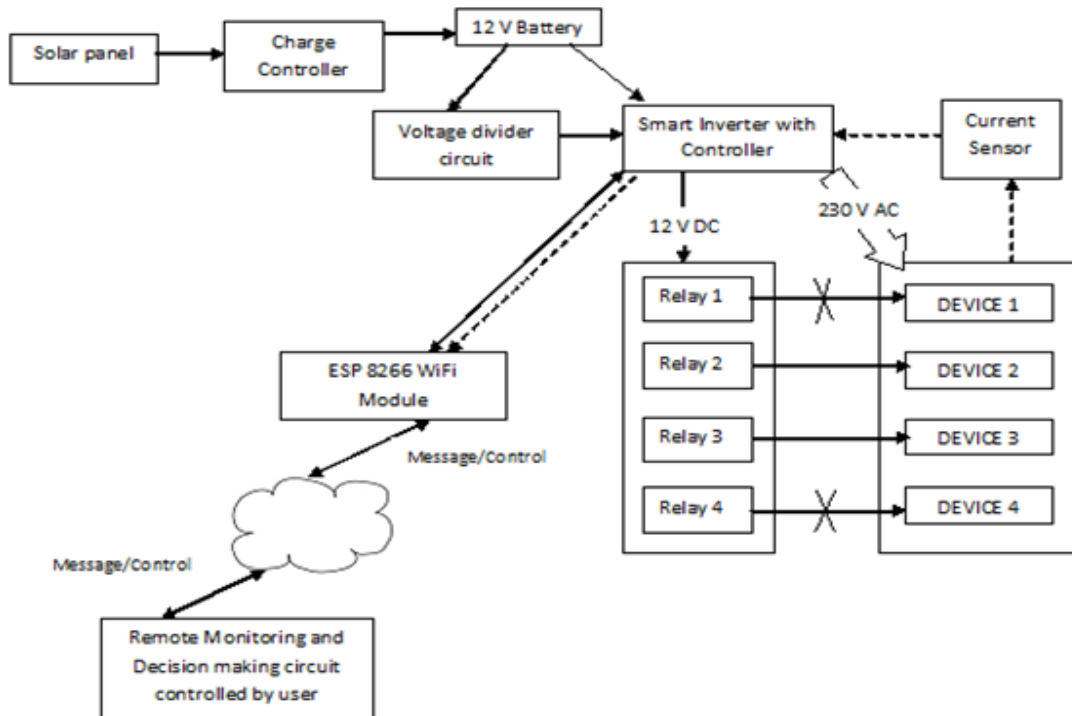 12 V Battery
Solar panel
Charge
Controller
Voltage divider
circuit
Smart Inverter with
Controller
Current
Sensor
230 V AC
12 V DC
Relay 1
DEVICE 1
Relay 2
DEVICE 2
Relay 3
DEVICE 3
Relay 4
DEVICE 4
ESP 8266 WiFi
Module
Message/Control
Message/Control
Remote Monitoring and
Decision making circuit
controlled by user